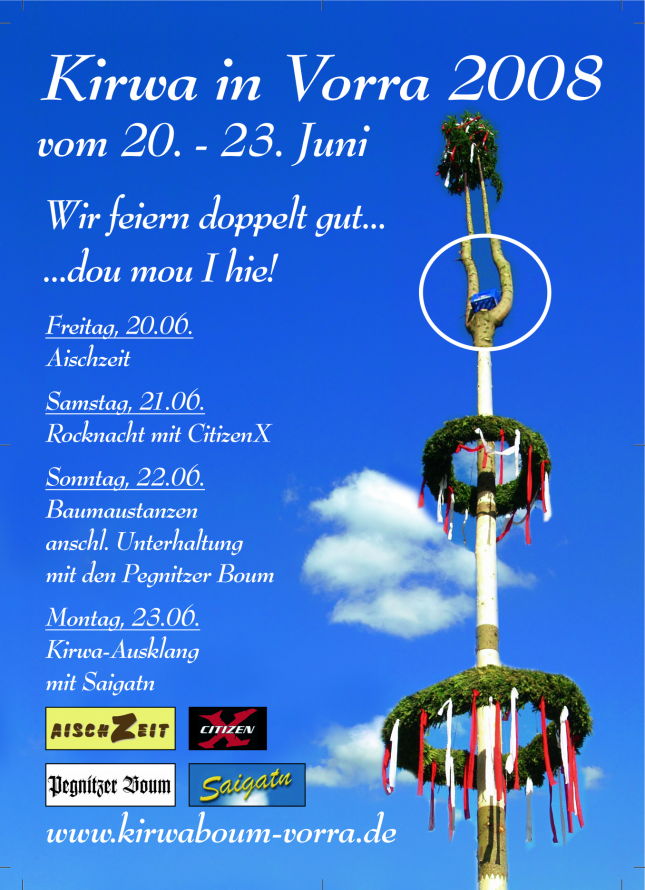 Kirwa in Vorra 2008
vom 20. - 23. Juni
Wir feiern doppelt gut...
...dou mou I hie!
Freitag, 20.06.
Aischzeit
Samstag, 21.06.
Rocknacht mit CitizenX
Sonntag, 22.06.
Baumaustanzen
anschl. Unterhaltung
mit den Pegnitzer Boum
Montag, 23.06.
Kirwa-Ausklang
mit Saigatn
AISCHZEIT
X CITIZEN
Pegnitzer Boum
Saigatn
www.kirwaboum-vorra.de